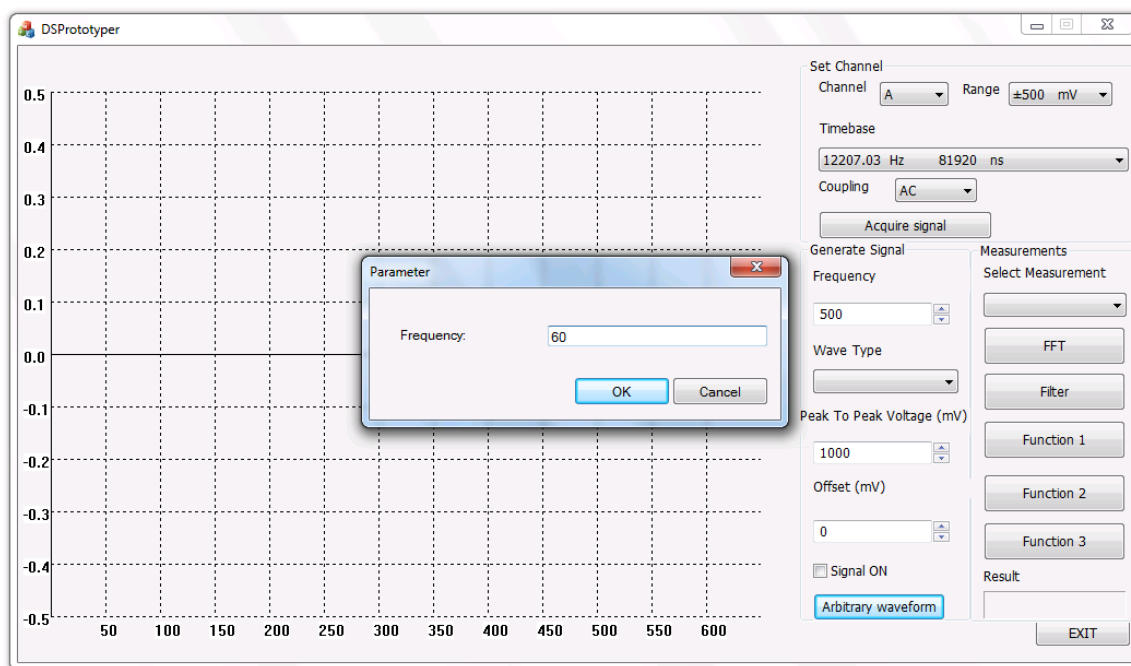 DSPrototyper
Set Channel
Channel A Range ±500 mV
Timebase
12207.03 Hz 81920 ns
Coupling AC
Acquire signal
0.5
0.4
0.3
0.2
0.1
0.0
-0.1
-0.2
-0.3
-0.4
-0.5
50 100 150 200 250 300 350 400 450 500 550 600
Parameter
Frequency: 60
OK Cancel
Generate Signal
Frequency
500
Wave Type
Peak To Peak Voltage (mV)
1000
Offset (mV)
0
Signal ON
Arbitrary waveform
Measurements
Select Measurement
FFT
Filter
Function 1
Function 2
Function 3
Result
EXIT